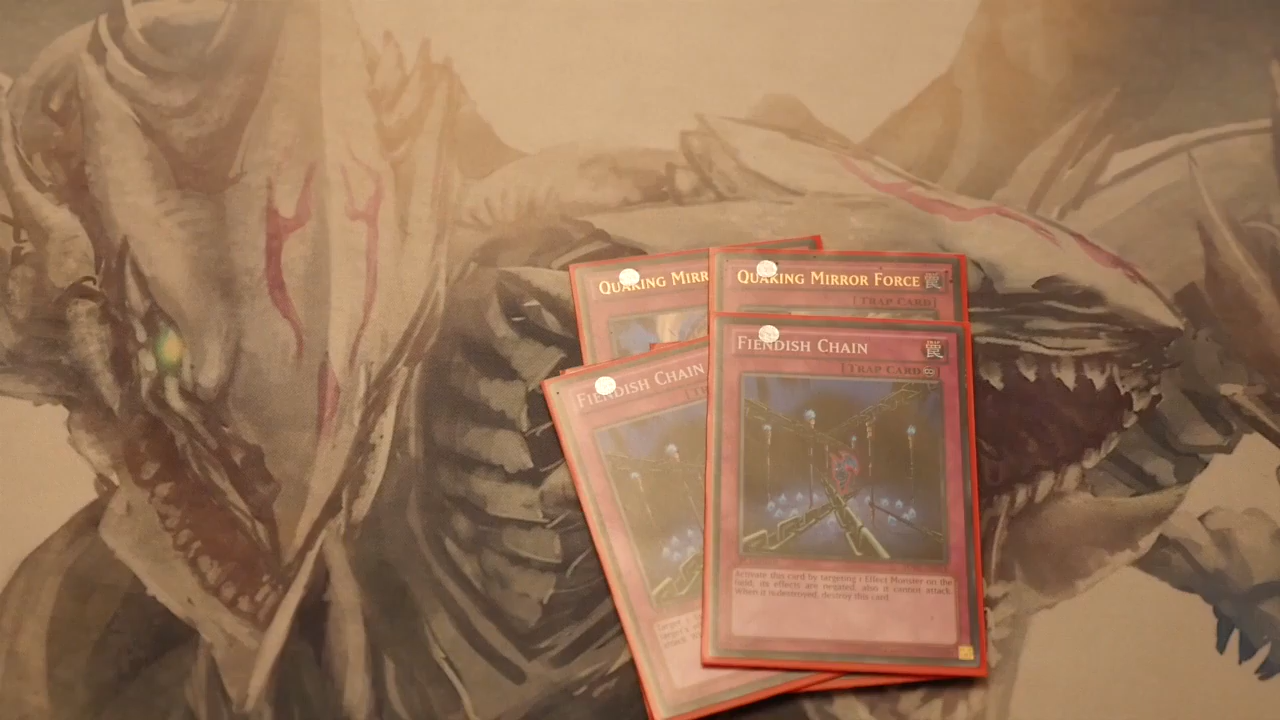 QUAKING MIRR
QUAKING MIRROR FORCE
[TRAP CARD]
FIENDISH CHAIN
FIENDISH CHAIN
[TRAP CARD
Activate this card by targeting 1 Effect Monster on the
field; its effects are negated, also it cannot attack.
When it is destroyed, destroy this card.